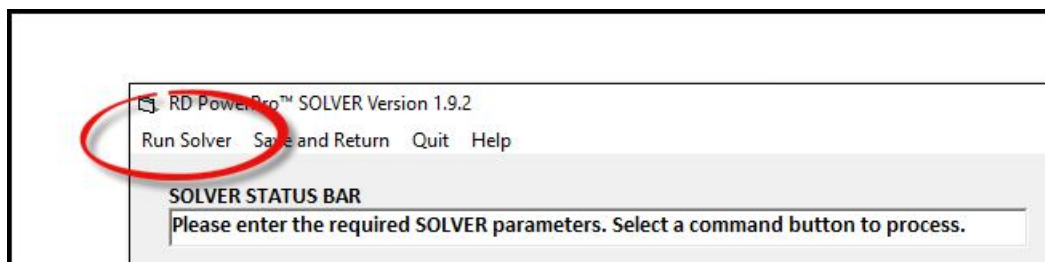 RD PowerPro™ SOLVER Version 1.9.2
Run Solver Save and Return Quit Help
SOLVER STATUS BAR
Please enter the required SOLVER parameters. Select a command button to process.